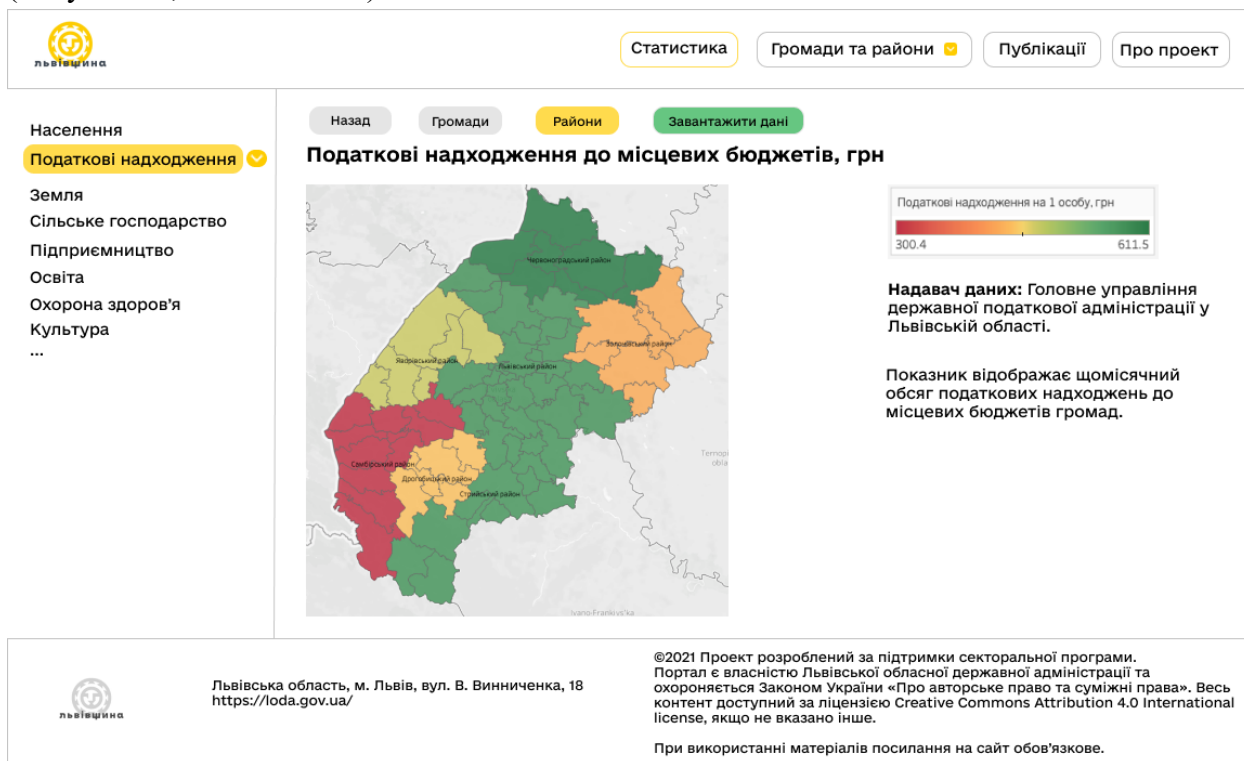 львівщина
Статистика
Громади та райони
Публікації
Про проект
Населення
Податкові надходження
Земля
Сільське господарство
Підприємництво
Освіта
Охорона здоров'я
Культура
...
Назад
Громади
Райони
Завантажити дані
Податкові надходження до місцевих бюджетів, грн
Червоноградський район
Золочівський район
Яворівський район
Львівський район
Самбірський район
Дрогобицький район
Стрийський район
Ternopi
obla
Ivano-Frankivs'ka
Податкові надходження на 1 особу, грн
300.4
611.5
Надавач даних: Головне управління
державної податкової адміністрації у
Львівській області.
Показник відображає щомісячний
обсяг податкових надходжень до
місцевих бюджетів громад.
львівщина
Львівська область, м. Львів, вул. В. Винниченка, 18
https://loda.gov.ua/
©2021 Проект розроблений за підтримки секторальної програми.
Портал є власністю Львівської обласної державної адміністрації та
охороняється Законом України «Про авторське право та суміжні права». Весь
контент доступний за ліцензією Creative Commons Attribution 4.0 International
license, якщо не вказано інше.
При використанні матеріалів посилання на сайт обов'язкове.